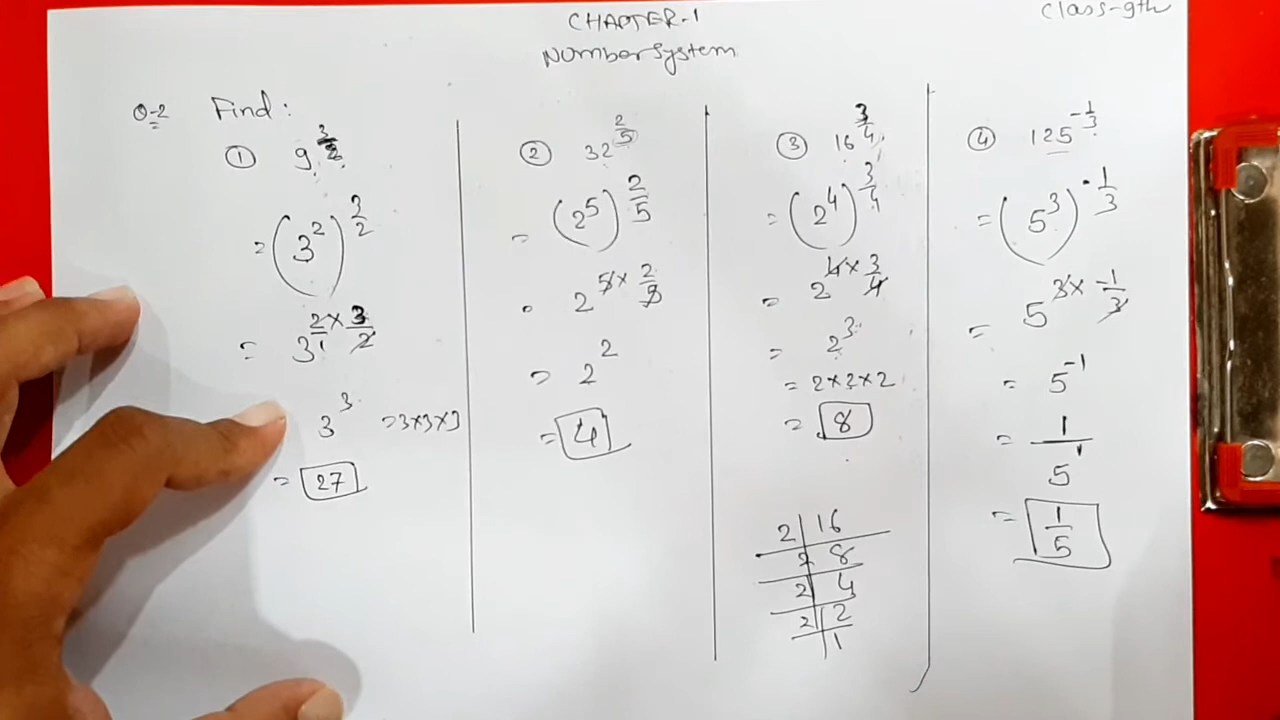 CHAPTER-1
Class-9th
Number System
Q-2 Find:
① 9^{3/2}
= (3^2)^{3/2}
= 3^{2/1 × 3/2}
3^3 = 3×3×3
= 27
② 32^{2/5}
= (2^5)^{2/5}
= 2^{5 × 2/5}
= 2^2
= 4
③ 16^{3/4}
= (2^4)^{3/4}
= 2^{4 × 3/4}
= 2^3
= 2×2×2
= 8
2 | 16
2 | 8
2 | 4
2 | 2
1
④ 125^{-1/3}
= (5^3)^{-1/3}
= 5^{3 × -1/3}
= 5^{-1}
= 1/5^1
= 1/5